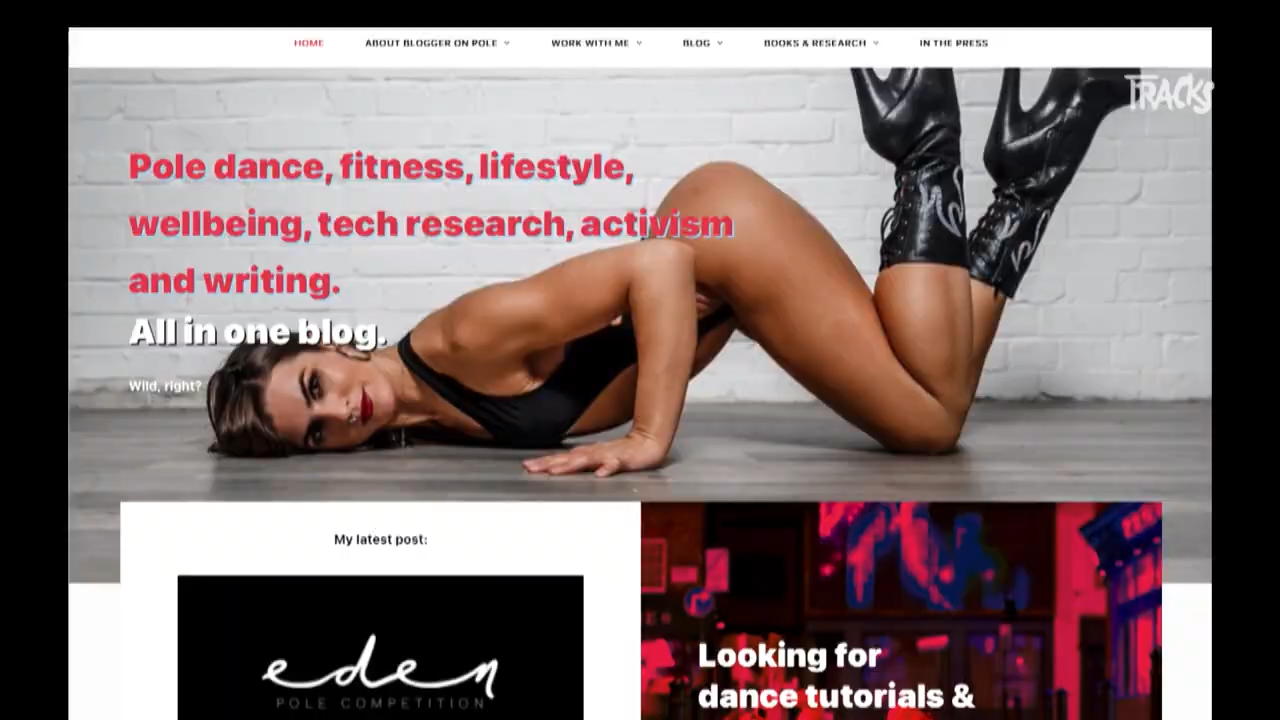 HOME ABOUT BLOGGER ON POLE WORK WITH ME BLOG BOOKS & RESEARCH IN THE PRESS
TRACKS
Pole dance, fitness, lifestyle,
wellbeing, tech research, activism
and writing.
All in one blog.
Wild, right?
My latest post:
eden
POLE COMPETITION
Looking for
dance tutorials &